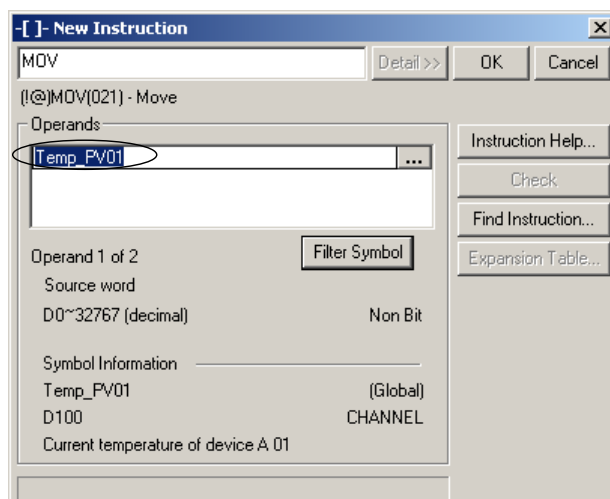 -[ ]- New Instruction
MOV
Detail >>
OK
Cancel
(!@)MOV(021) - Move
Operands
Temp_PV01
...
Instruction Help...
Check
Find Instruction...
Expansion Table...
Operand 1 of 2
Filter Symbol
Source word
D0~32767 (decimal)
Non Bit
Symbol Information
Temp_PV01
(Global)
D100
CHANNEL
Current temperature of device A 01